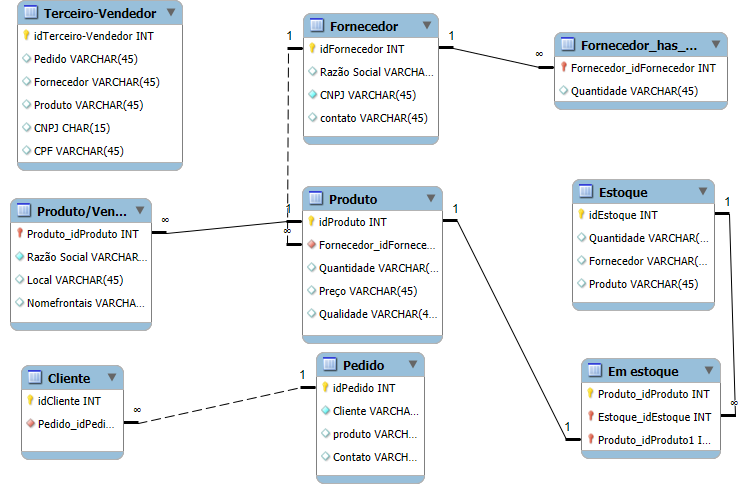 Terceiro-Vendedor
idTerceiro-Vendedor INT
Pedido VARCHAR(45)
Fornecedor VARCHAR(45)
Produto VARCHAR(45)
CNPJ CHAR(15)
CPF VARCHAR(45)
Fornecedor
idFornecedor INT
Razão Social VARCHA...
CNPJ VARCHAR(45)
contato VARCHAR(45)
1
1
∞
Fornecedor_has_...
Fornecedor_idFornecedor INT
Quantidade VARCHAR(45)
Produto/Ven...
Produto_idProduto INT
Razão Social VARCHAR...
Local VARCHAR(45)
Nomefrontais VARCHA...
∞
1
∞
Produto
idProduto INT
Fornecedor_idFornece...
Quantidade VARCHAR(...
Preço VARCHAR(45)
Qualidade VARCHAR(4...
1
Estoque
idEstoque INT
Quantidade VARCHAR(...
Fornecedor VARCHAR(...
Produto VARCHAR(45)
1
Cliente
idCliente INT
Pedido_idPedi...
∞
1
Pedido
idPedido INT
Cliente VARCHA...
produto VARCH...
Contato VARCH...
Em estoque
Produto_idProduto INT
Estoque_idEstoque INT
Produto_idProduto1 I...
1
∞